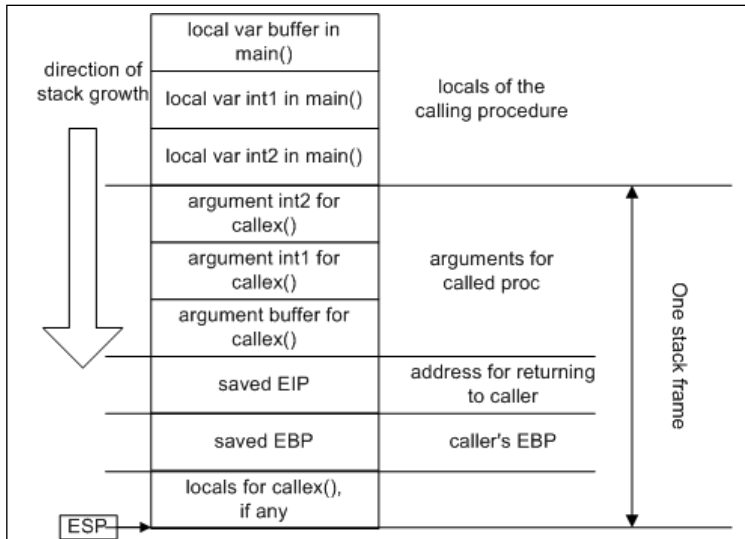 local var buffer in
main()
direction of
stack growth
local var int1 in main()
locals of the
calling procedure
local var int2 in main()
argument int2 for
callex()
argument int1 for
callex()
arguments for
called proc
argument buffer for
callex()
One stack frame
saved EIP
address for returning
to caller
saved EBP
caller's EBP
locals for callex(),
if any
ESP